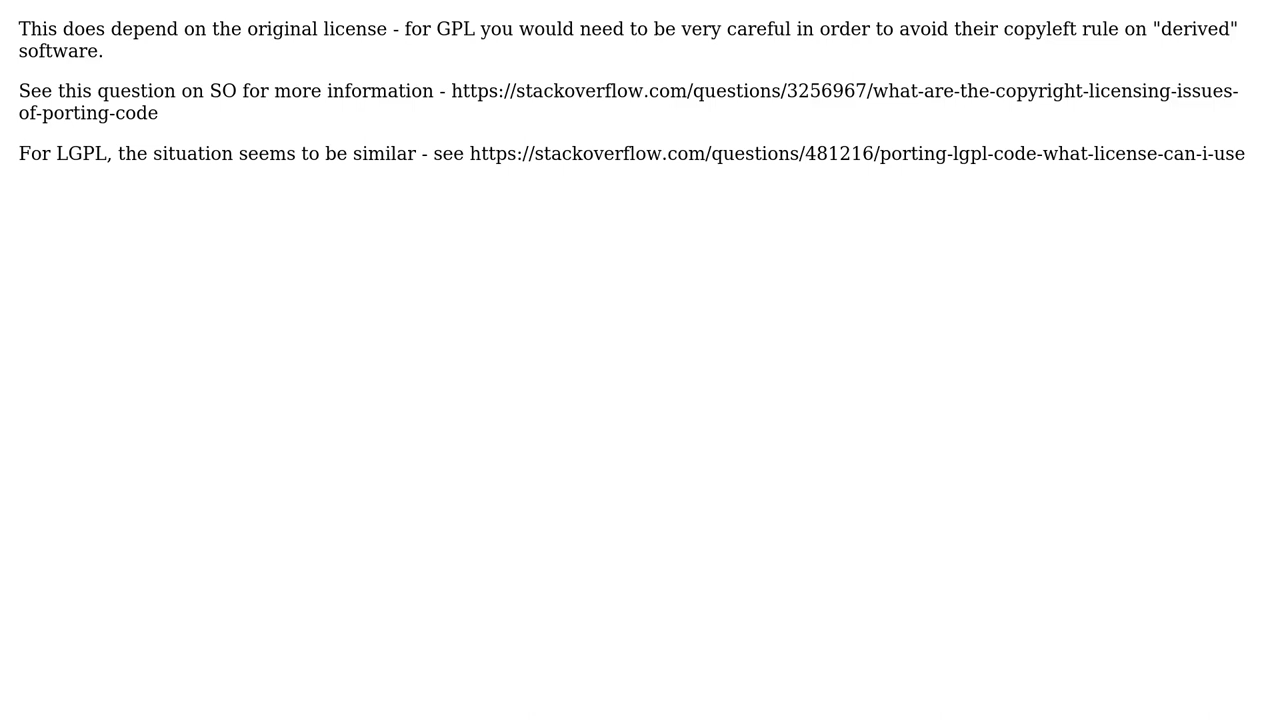 This does depend on the original license - for GPL you would need to be very careful in order to avoid their copyleft rule on "derived"
software.
See this question on SO for more information - https://stackoverflow.com/questions/3256967/what-are-the-copyright-licensing-issues-
of-porting-code
For LGPL, the situation seems to be similar - see https://stackoverflow.com/questions/481216/porting-lgpl-code-what-license-can-i-use